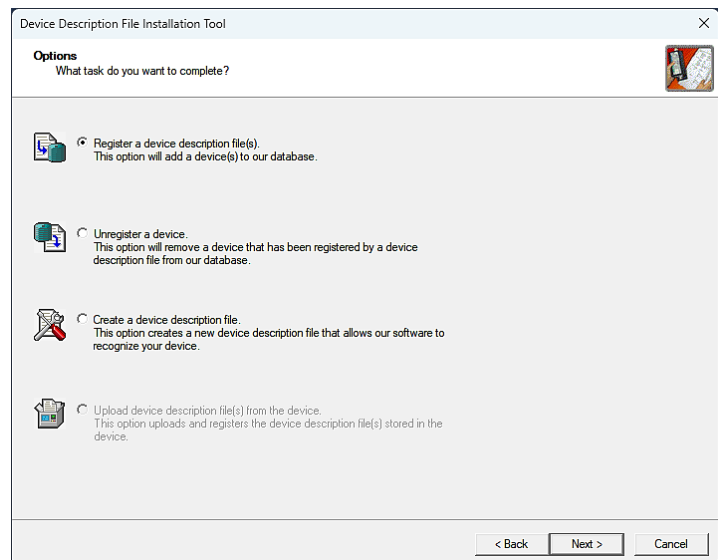 Device Description File Installation Tool
Options
What task do you want to complete?
Register a device description file(s).
This option will add a device(s) to our database.
Unregister a device.
This option will remove a device that has been registered by a device
description file from our database.
Create a device description file.
This option creates a new device description file that allows our software to
recognize your device.
Upload device description file(s) from the device.
This option uploads and registers the device description file(s) stored in the
device.
< Back Next > Cancel